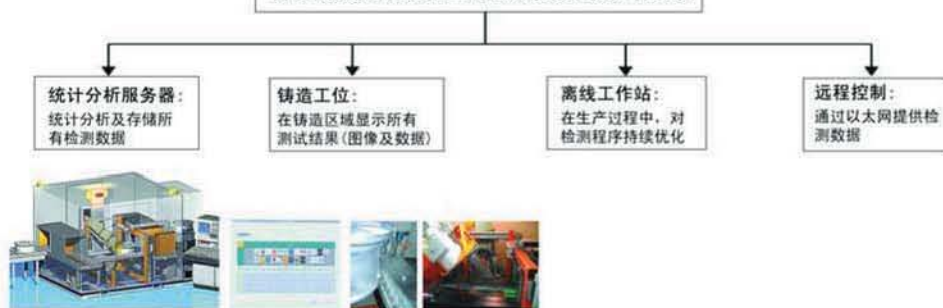 统计分析服务器：
统计分析及存储所
有检测数据
铸造工位：
在铸造区域显示所有
测试结果(图像及数据)
离线工作站：
在生产过程中，对
检测程序持续优化
远程控制：
通过以太网提供检
测数据